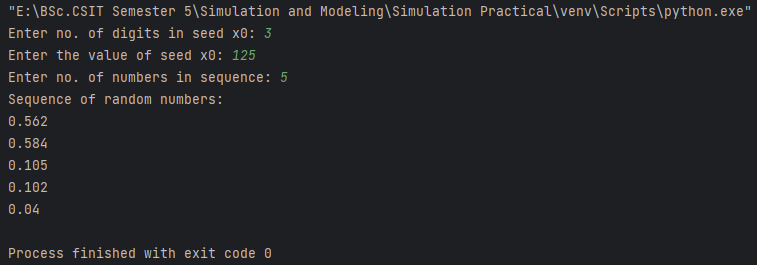 "E:\BSc.CSIT Semester 5\Simulation and Modeling\Simulation Practical\venv\Scripts\python.exe"
Enter no. of digits in seed x0: 3
Enter the value of seed x0: 125
Enter no. of numbers in sequence: 5
Sequence of random numbers:
0.562
0.584
0.105
0.102
0.04
Process finished with exit code 0